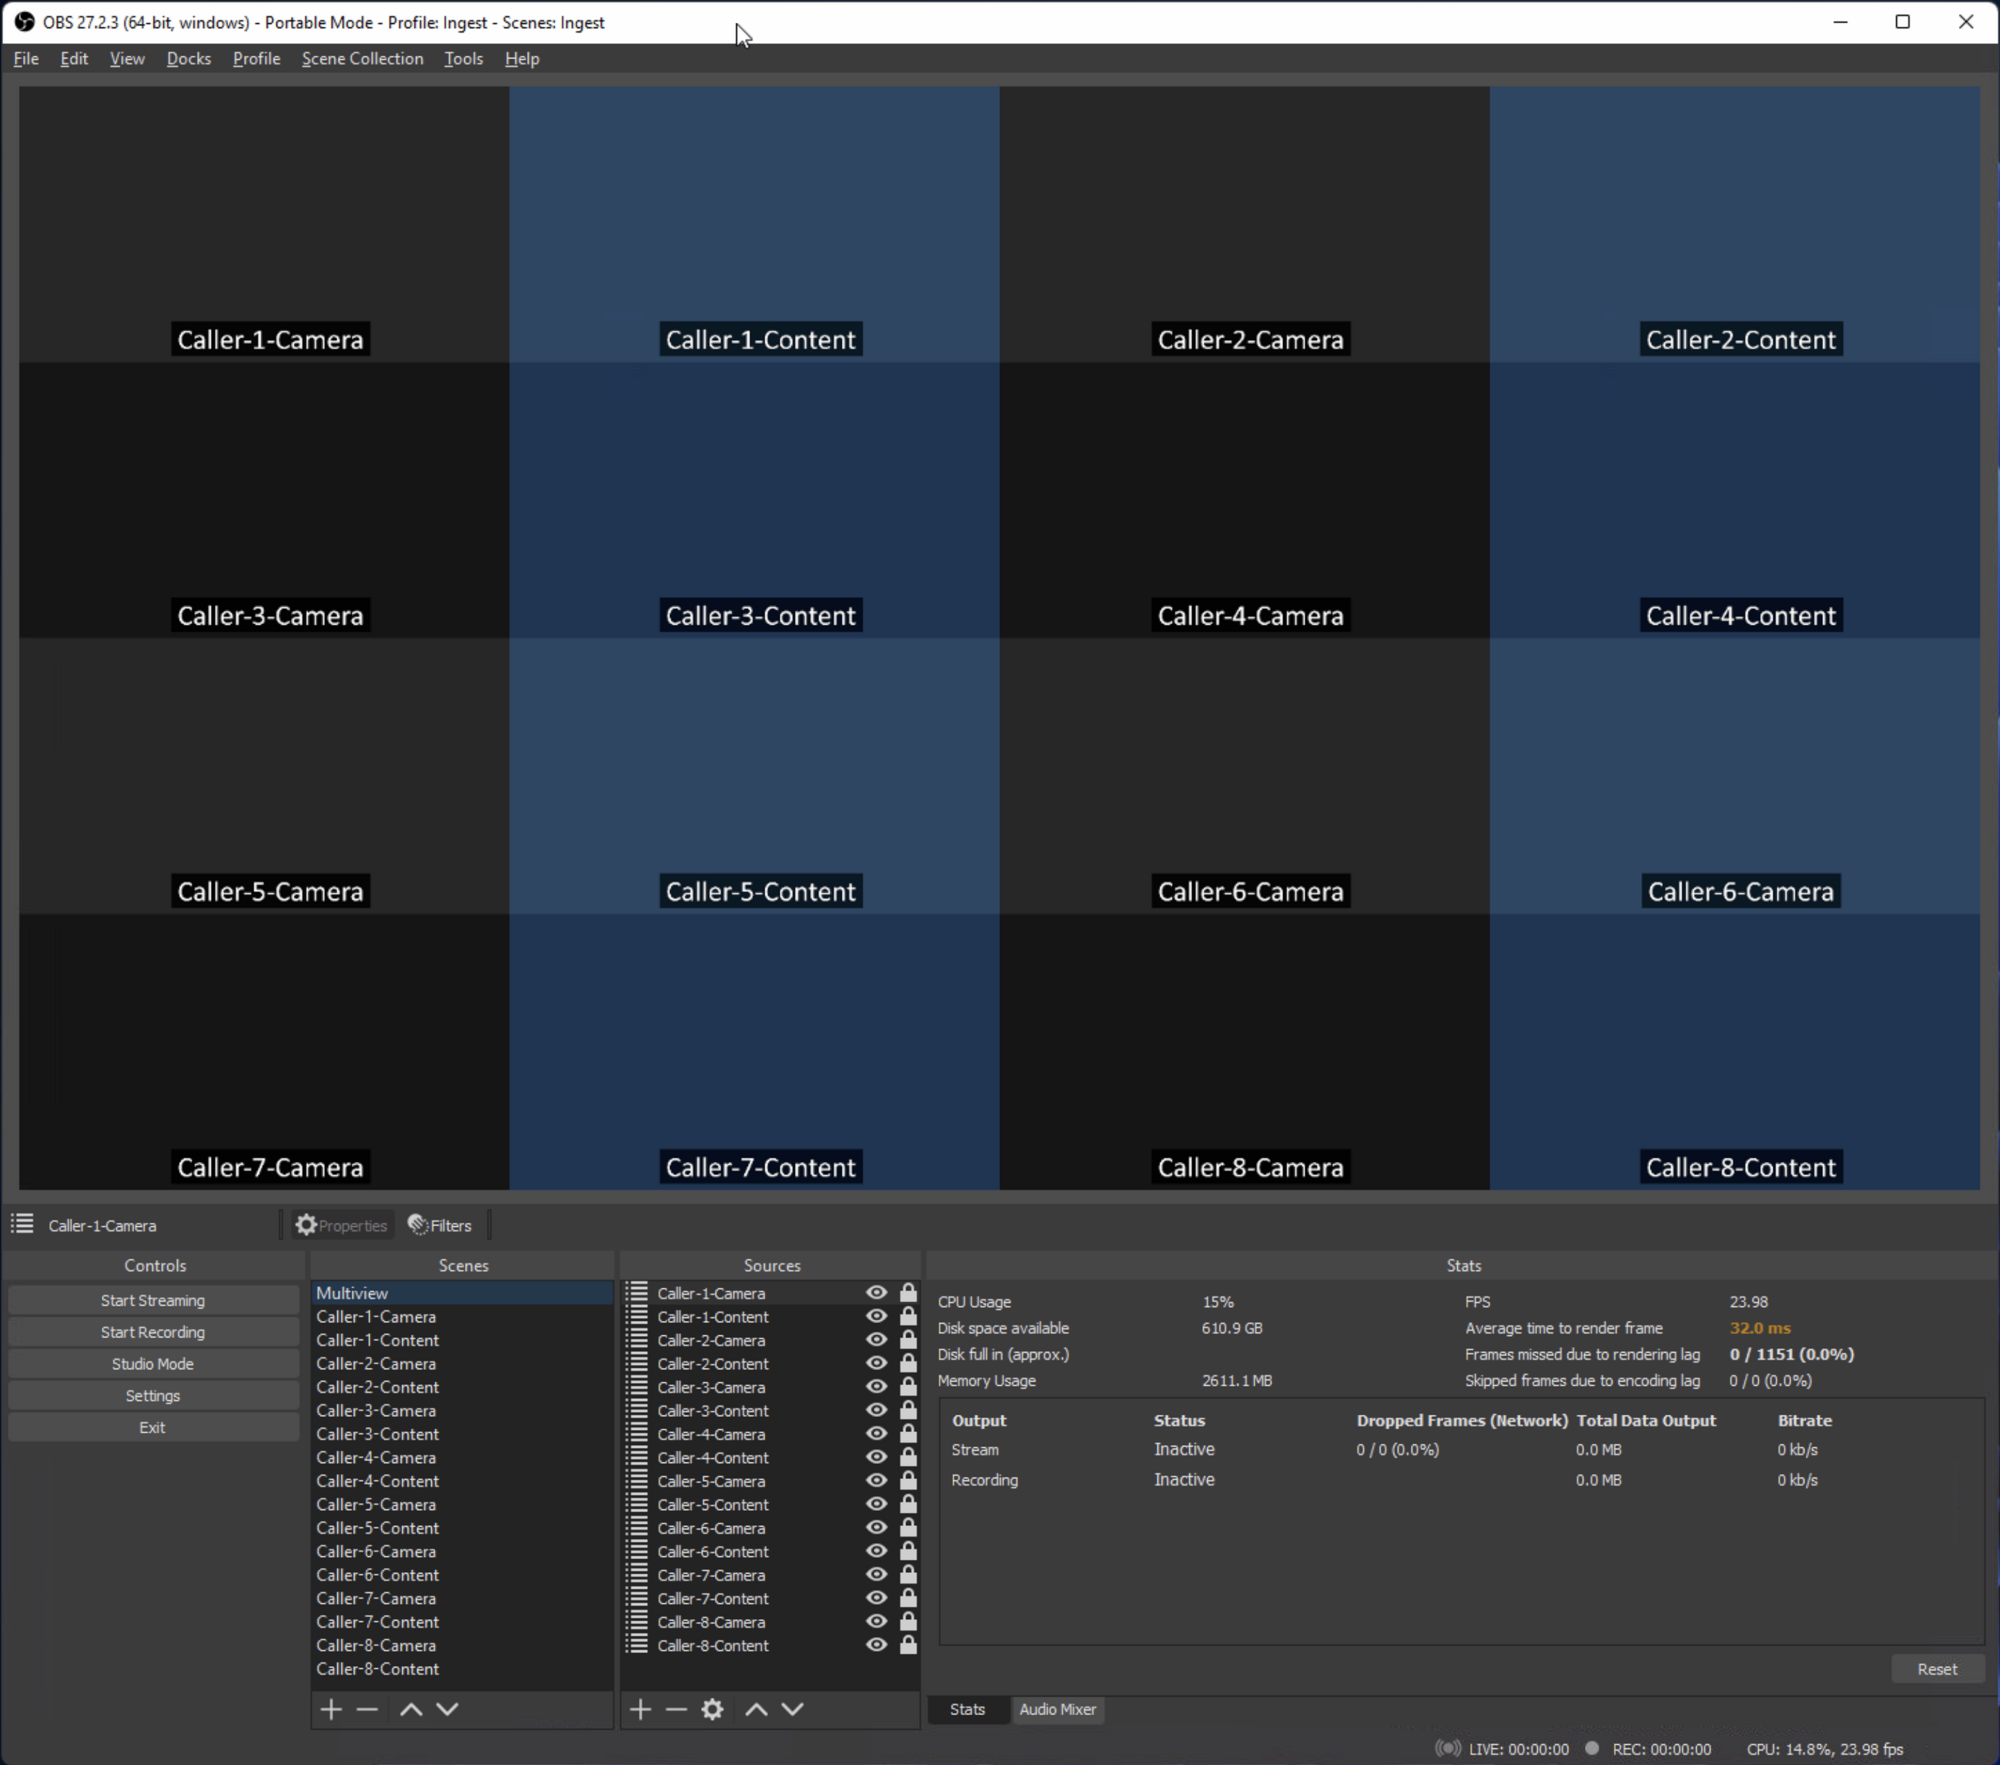 OBS 27.2.3 (64-bit, windows) - Portable Mode - Profile: Ingest - Scenes: Ingest
File Edit View Docks Profile Scene Collection Tools Help
Caller-1-Camera
Caller-1-Content
Caller-2-Camera
Caller-2-Content
Caller-3-Camera
Caller-3-Content
Caller-4-Camera
Caller-4-Content
Caller-5-Camera
Caller-5-Content
Caller-6-Camera
Caller-6-Camera
Caller-7-Camera
Caller-7-Content
Caller-8-Camera
Caller-8-Content
Caller-1-Camera Properties Filters
Controls
Start Streaming
Start Recording
Studio Mode
Settings
Exit
Scenes
Multiview
Caller-1-Camera
Caller-1-Content
Caller-2-Camera
Caller-2-Content
Caller-3-Camera
Caller-3-Content
Caller-4-Camera
Caller-4-Content
Caller-5-Camera
Caller-5-Content
Caller-6-Camera
Caller-6-Content
Caller-7-Camera
Caller-7-Content
Caller-8-Camera
Caller-8-Content
Sources
Caller-1-Camera
Caller-1-Content
Caller-2-Camera
Caller-2-Content
Caller-3-Camera
Caller-3-Content
Caller-4-Camera
Caller-4-Content
Caller-5-Camera
Caller-5-Content
Caller-6-Camera
Caller-6-Content
Caller-7-Camera
Caller-7-Content
Caller-8-Camera
Caller-8-Content
Stats
CPU Usage 15% FPS 23.98
Disk space available 610.9 GB Average time to render frame 32.0 ms
Disk full in (approx.) Frames missed due to rendering lag 0 / 1151 (0.0%)
Memory Usage 2611.1 MB Skipped frames due to encoding lag 0 / 0 (0.0%)
Output Status Dropped Frames (Network) Total Data Output Bitrate
Stream Inactive 0 / 0 (0.0%) 0.0 MB 0 kb/s
Recording Inactive 0.0 MB 0 kb/s
Reset
Stats Audio Mixer
LIVE: 00:00:00 REC: 00:00:00 CPU: 14.8%, 23.98 fps